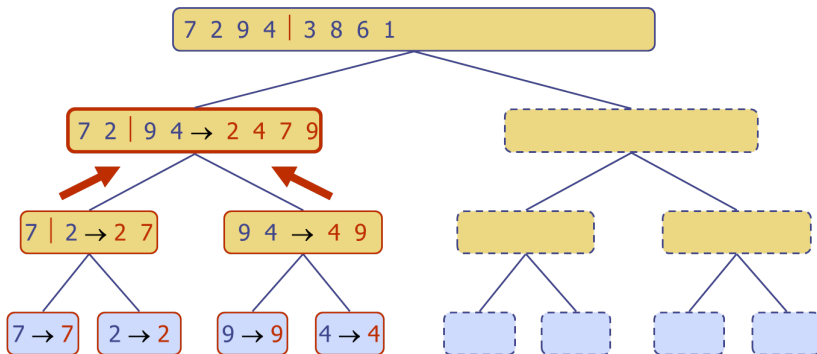 7 2 9 4 | 3 8 6 1
7 2 | 9 4 → 2 4 7 9
7 | 2 → 2 7
9 4 → 4 9
7 → 7
2 → 2
9 → 9
4 → 4